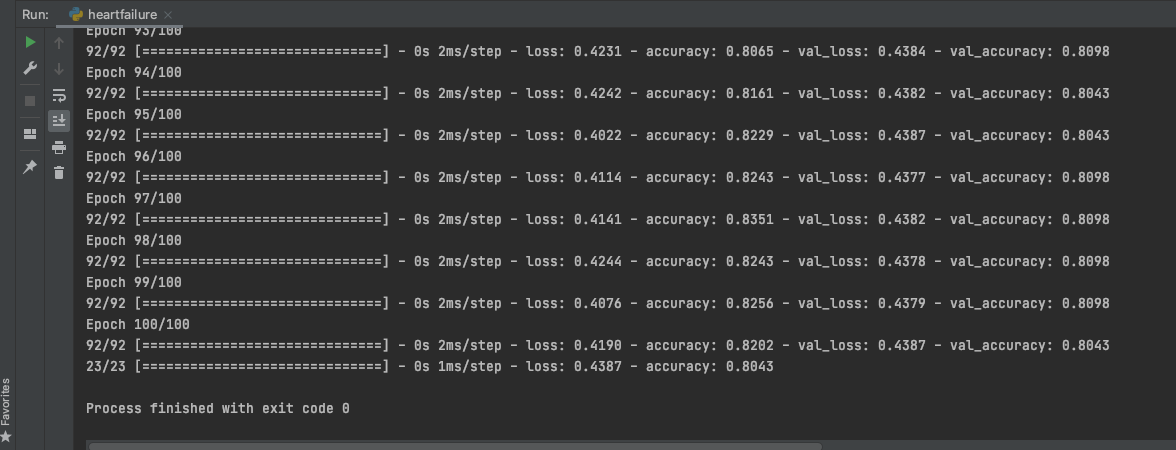 Run: heartfailure
Epoch 93/100
92/92 [==============================] - 0s 2ms/step - loss: 0.4231 - accuracy: 0.8065 - val_loss: 0.4384 - val_accuracy: 0.8098
Epoch 94/100
92/92 [==============================] - 0s 2ms/step - loss: 0.4242 - accuracy: 0.8161 - val_loss: 0.4382 - val_accuracy: 0.8043
Epoch 95/100
92/92 [==============================] - 0s 2ms/step - loss: 0.4022 - accuracy: 0.8229 - val_loss: 0.4387 - val_accuracy: 0.8043
Epoch 96/100
92/92 [==============================] - 0s 2ms/step - loss: 0.4114 - accuracy: 0.8243 - val_loss: 0.4377 - val_accuracy: 0.8098
Epoch 97/100
92/92 [==============================] - 0s 2ms/step - loss: 0.4141 - accuracy: 0.8351 - val_loss: 0.4382 - val_accuracy: 0.8098
Epoch 98/100
92/92 [==============================] - 0s 2ms/step - loss: 0.4244 - accuracy: 0.8243 - val_loss: 0.4378 - val_accuracy: 0.8098
Epoch 99/100
92/92 [==============================] - 0s 2ms/step - loss: 0.4076 - accuracy: 0.8256 - val_loss: 0.4379 - val_accuracy: 0.8098
Epoch 100/100
92/92 [==============================] - 0s 2ms/step - loss: 0.4190 - accuracy: 0.8202 - val_loss: 0.4387 - val_accuracy: 0.8043
23/23 [==============================] - 0s 1ms/step - loss: 0.4387 - accuracy: 0.8043
Process finished with exit code 0
Favorites